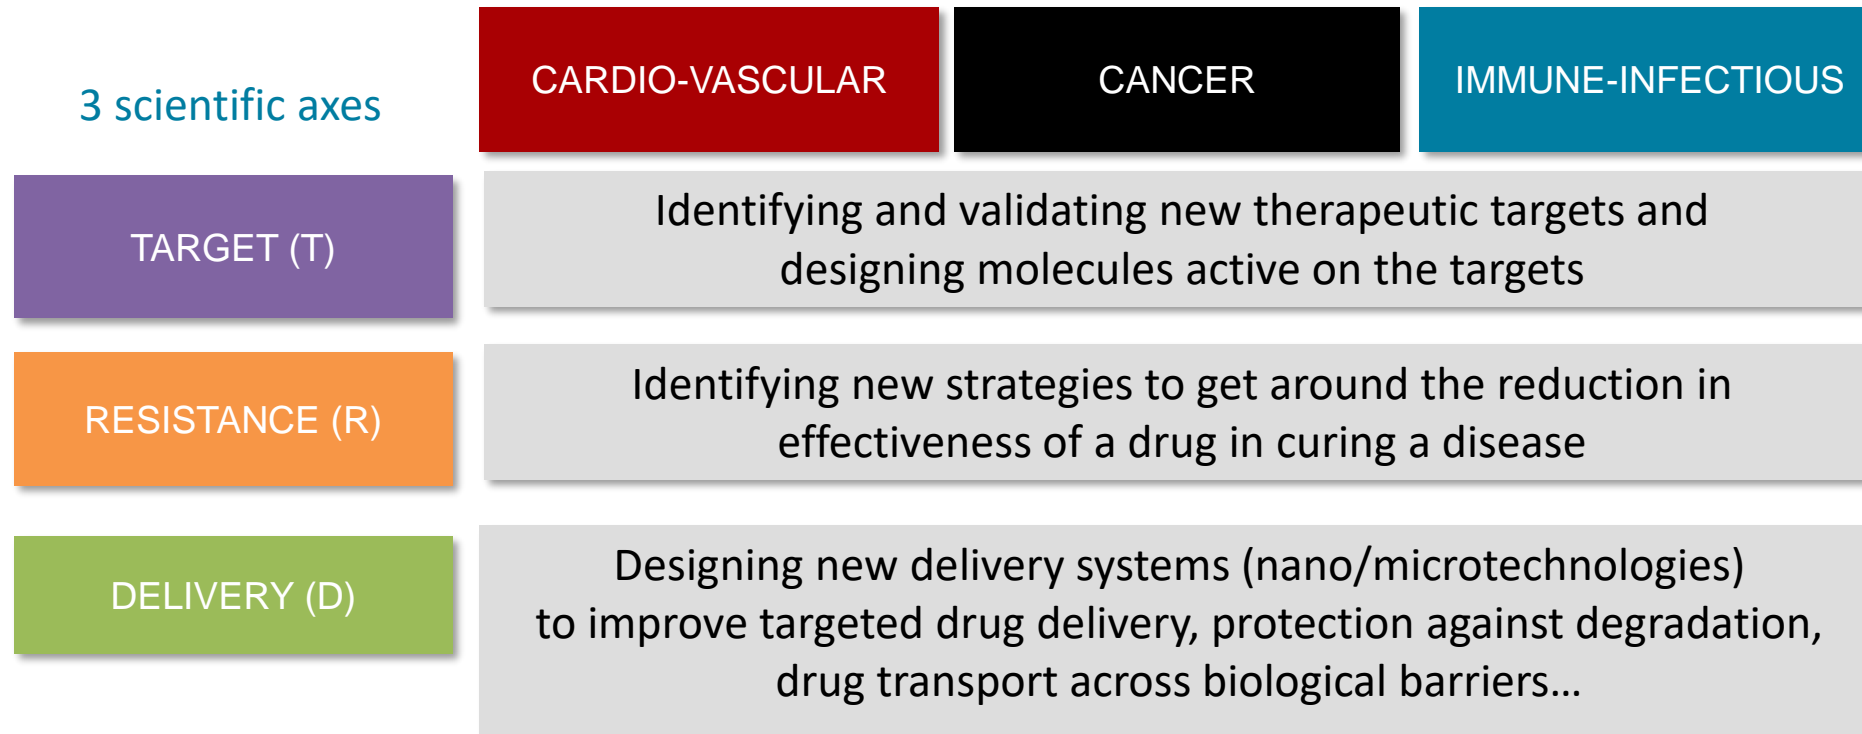 3 scientific axes
CARDIO-VASCULAR
CANCER
IMMUNE-INFECTIOUS
TARGET (T)
Identifying and validating new therapeutic targets and
designing molecules active on the targets
RESISTANCE (R)
Identifying new strategies to get around the reduction in
effectiveness of a drug in curing a disease
DELIVERY (D)
Designing new delivery systems (nano/microtechnologies)
to improve targeted drug delivery, protection against degradation,
drug transport across biological barriers…